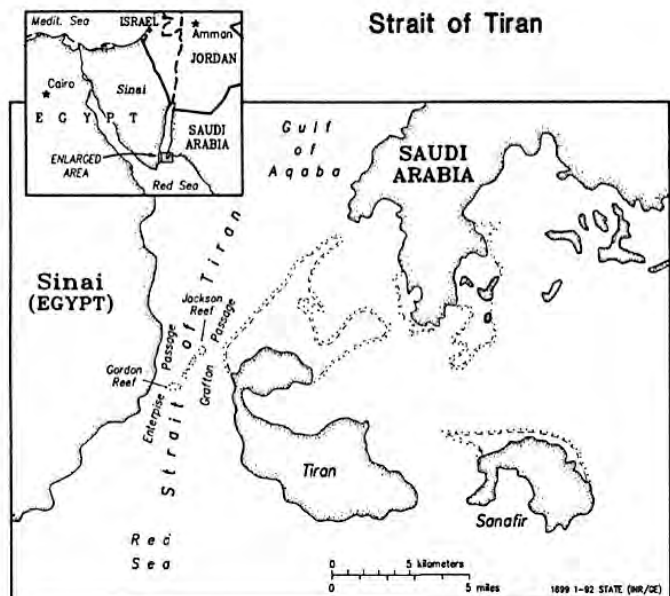 Strait of Tiran
Medit. Sea
ISRAEL
Amman
JORDAN
Cairo
Sinai
EGYPT
SAUDI
ARABIA
ENLARGED
AREA
Red Sea
Gulf
of
Aqaba
SAUDI
ARABIA
Sinai
(EGYPT)
Strait of Tiran
Jackson
Reef
Gordon
Reef
Enterpise Passage
Grafton Passage
Tiran
Sanafir
Red
Sea
0 5 kilometers
0 5 miles
1899 1-92 STATE (INR/GE)